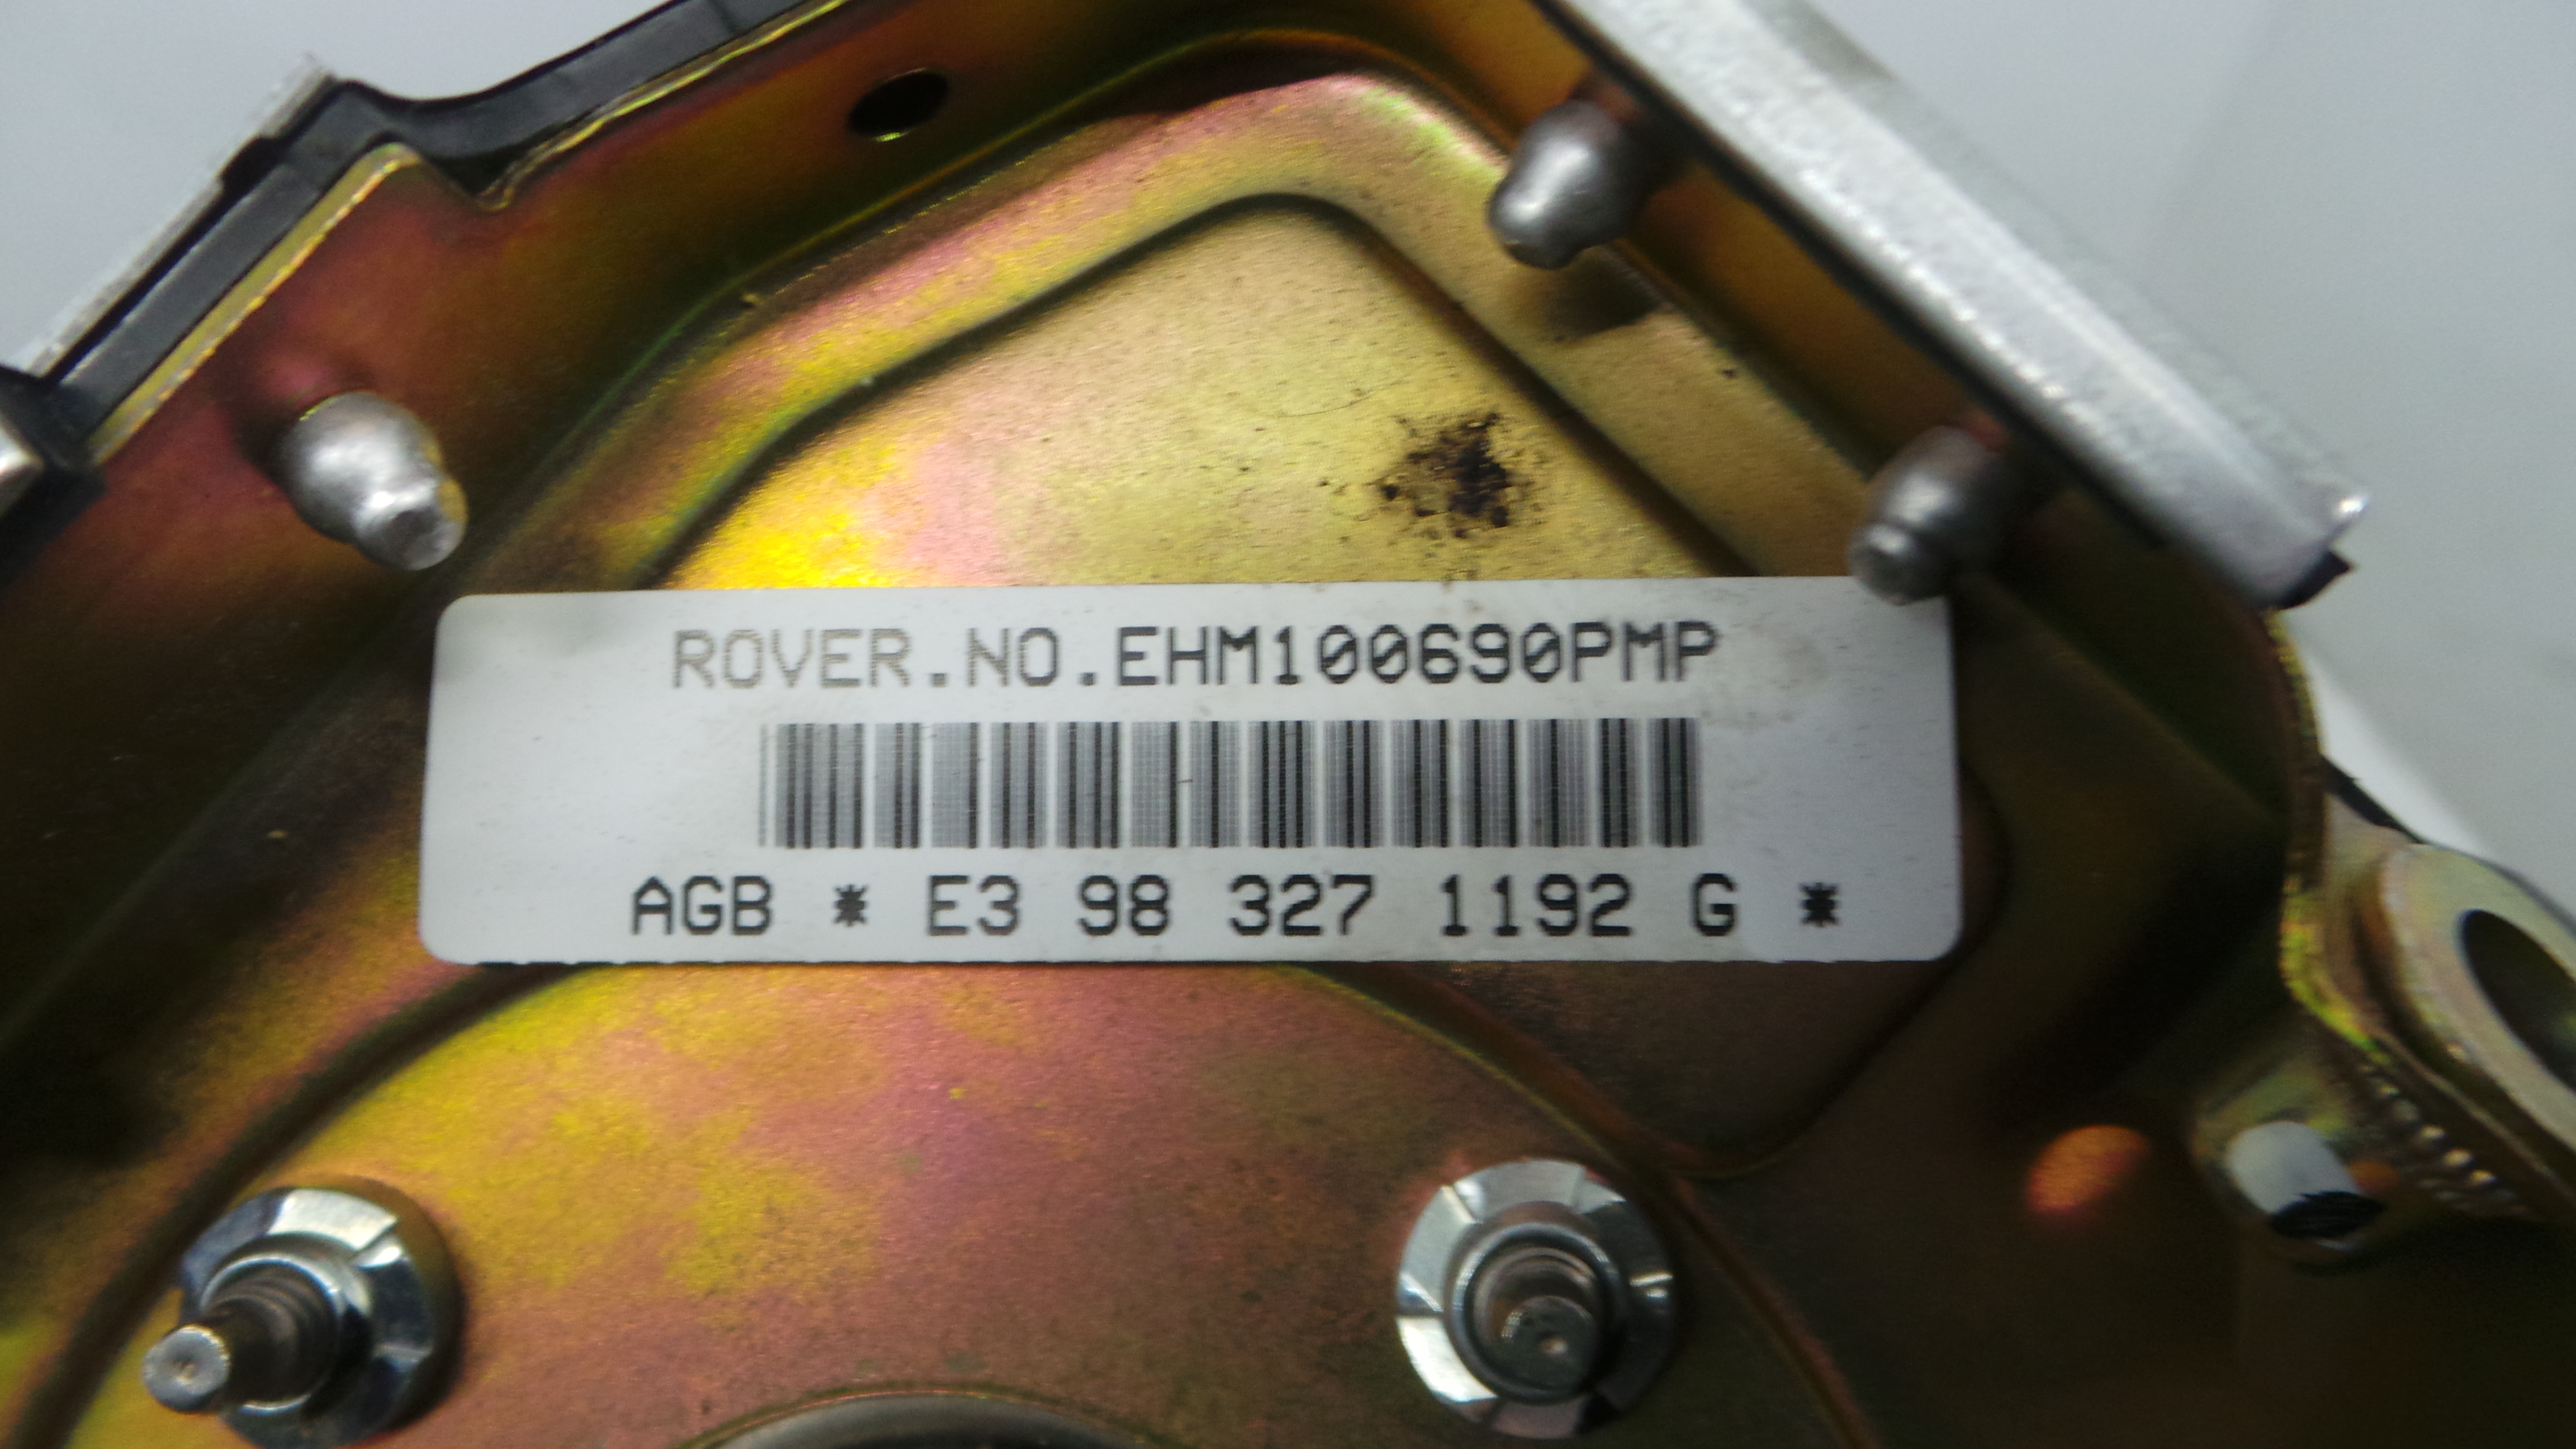 ROVER.NO.EHM100690PMP
AGB * E3 98 327 1192 G *